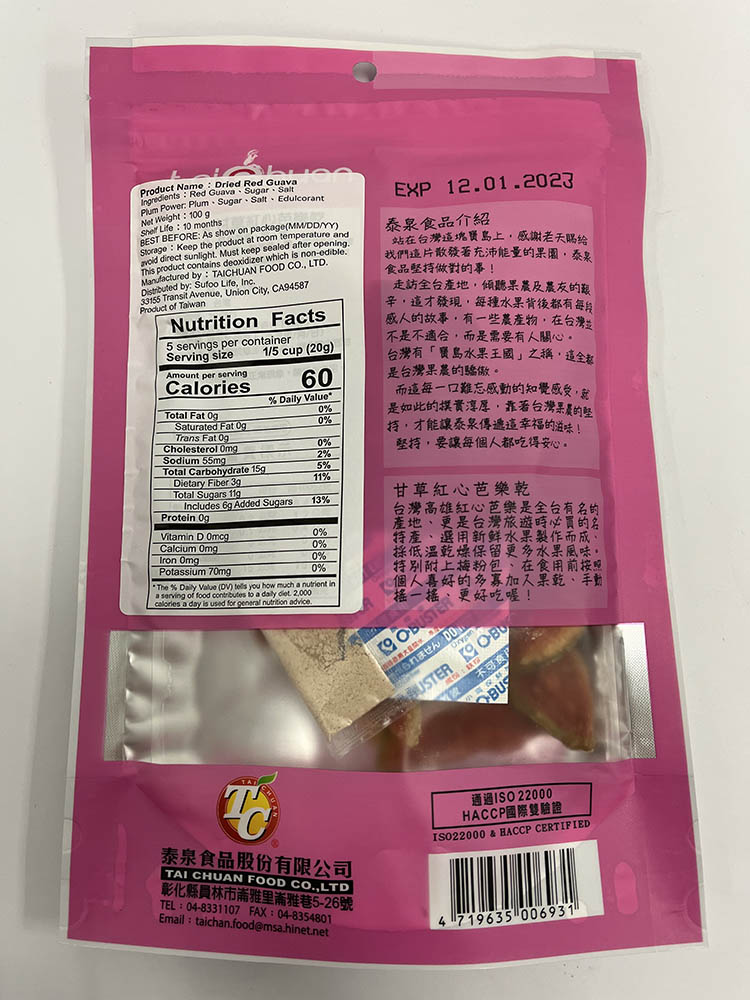 Product Name : Dried Red Guava
Ingredients : Red Guava、Sugar、Salt
Plum Power: Plum、Sugar、Salt、Edulcorant
Net Weight : 100 g
Shelf Life : 10 months
BEST BEFORE: As show on package(MM/DD/YY)
Storage : Keep the product at room temperature and
avoid direct sunlight. Must keep sealed after opening.
This product contains deoxidizer which is non-edible.
Manufactured by : TAICHUAN FOOD CO., LTD.
Distributed by: Sufoo Life, Inc.
33155 Transit Avenue, Union City, CA94587
Product of Taiwan
Nutrition Facts
5 servings per container
Serving size 1/5 cup (20g)
Amount per serving
Calories 60
% Daily Value*
Total Fat 0g 0%
Saturated Fat 0g 0%
Trans Fat 0g
Cholesterol 0mg 0%
Sodium 55mg 2%
Total Carbohydrate 15g 5%
Dietary Fiber 3g 11%
Total Sugars 11g
Includes 6g Added Sugars 13%
Protein 0g
Vitamin D 0mcg 0%
Calcium 0mg 0%
Iron 0mg 0%
Potassium 70mg 0%
*The % Daily Value (DV) tells you how much a nutrient in
a serving of food contributes to a daily diet. 2,000
calories a day is used for general nutrition advice.
EXP 12.01.2023
泰泉食品介紹
站在台灣這塊寶島上，感謝老天賜給
我們這片散發著充沛能量的果園，泰泉
食品堅持做對的事！
走訪全台產地，傾聽果農及農友的艱
辛，這才發現，每種水果背後都有每段
感人的故事，有一些農產物，在台灣並
不是不適合，而是需要有人關心。
台灣有「寶島水果王國」之稱，這全都
是台灣果農的驕傲。
而這每一口難忘感動的知覺感受，就
是如此的樸實淳厚，靠著台灣果農的堅
持，才能讓泰泉傳遞這幸福的滋味！
堅持，要讓每個人都吃得安心。
甘草紅心芭樂乾
台灣高雄紅心芭樂是全台有名的
產地、更是台灣旅遊時必買的名
特產、選用新鮮水果製作而成、
採低溫乾燥保留更多水果風味。
特別附上梅粉包、在食用前按照
個人喜好的多寡加入果乾、手動
搖一搖、更好吃喔！
O-BUSTER
BUSTER
O-BUS
不可食
TAI CHUAN
TC
®
泰泉食品股份有限公司
TAI CHUAN FOOD CO.,LTD
彰化縣員林市崙雅里崙雅巷5-26號
TEL：04-8331107 FAX：04-8354801
Email：taichan.food@msa.hinet.net
通過ISO 22000
HACCP國際雙驗證
ISO22000 & HACCP CERTIFIED
4 719635 006931